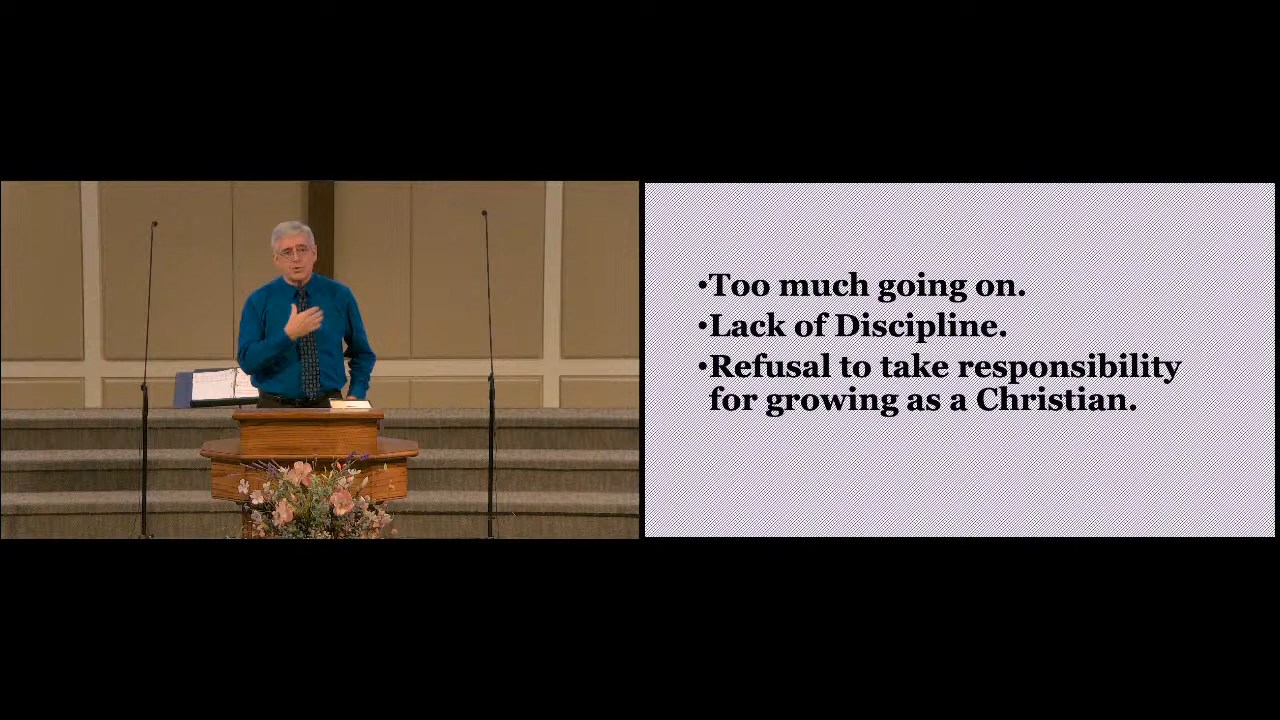 •Too much going on.
•Lack of Discipline.
•Refusal to take responsibility
for growing as a Christian.